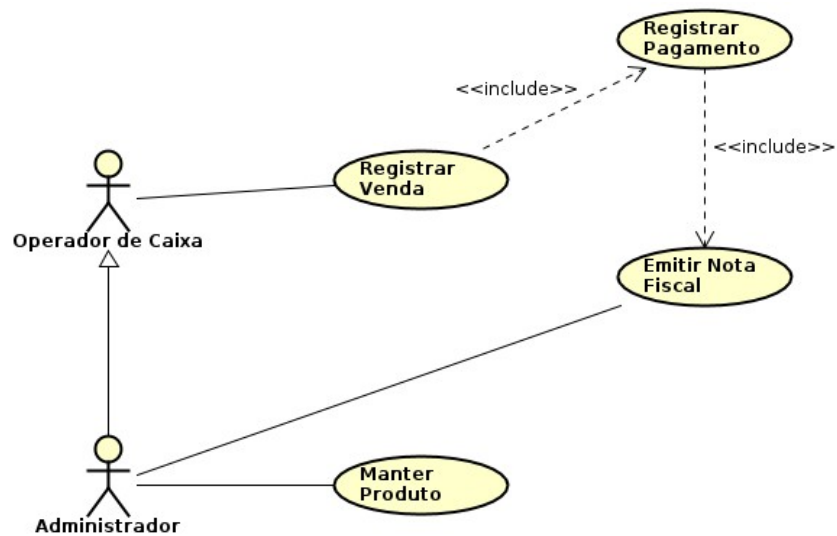 Registrar
Pagamento
<<include>>
<<include>>
Registrar
Venda
Operador de Caixa
Emitir Nota
Fiscal
Manter
Produto
Administrador